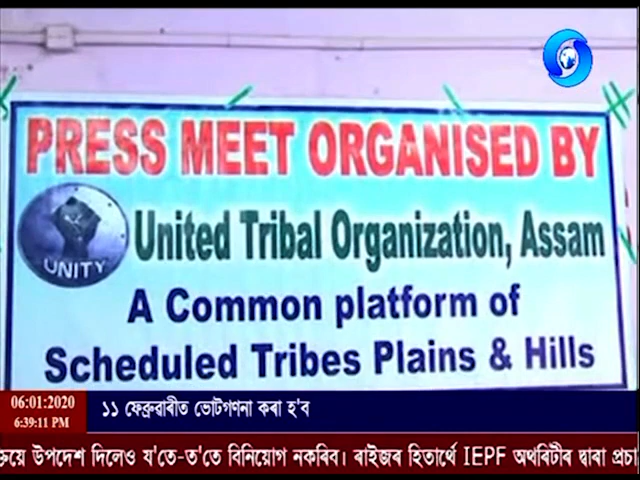 PRESS MEET ORGANISED BY
UNITY
United Tribal Organization, Assam
A Common platform of
Scheduled Tribes Plains & Hills
06:01:2020
6:39:11 PM
১১ ফেব্ৰুৱাৰীত ভোটগণনা কৰা হ'ব
উপদেশ দিলেও য'তে-ত'তে বিনিয়োগ নকৰিব। ৰাইজৰ হিতাৰ্থে IEPF অথৰিটীৰ দ্বাৰা